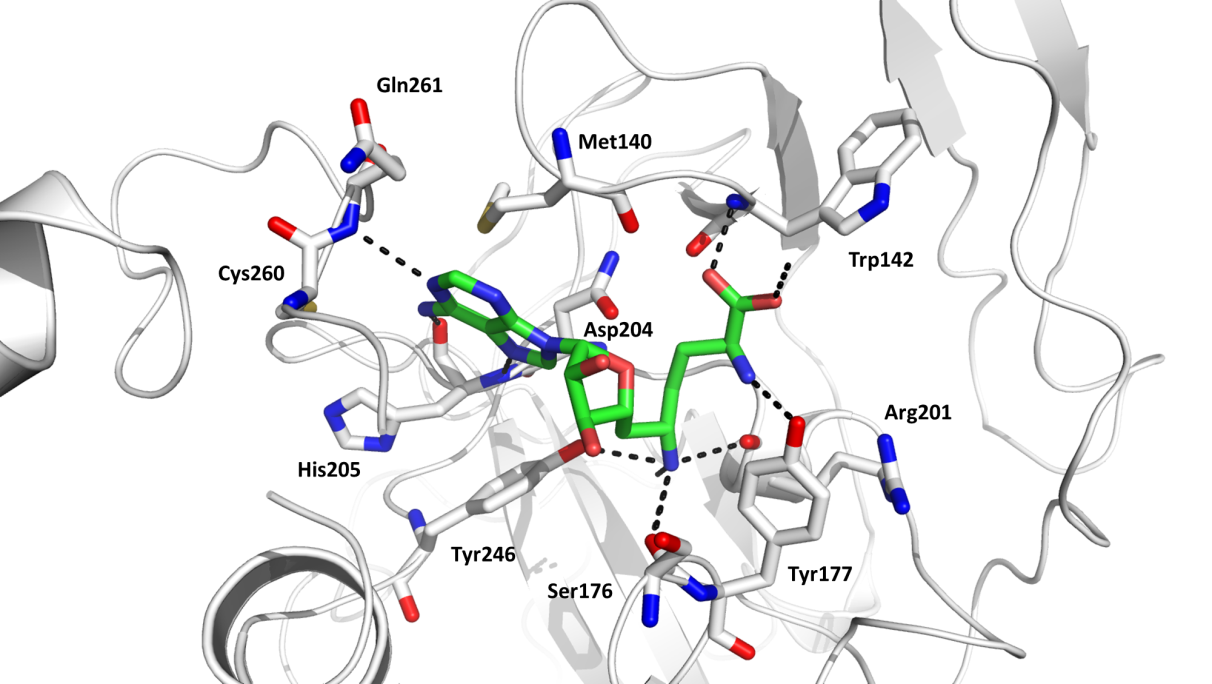 Gln261
Met140
Trp142
Cys260
Asp204
Arg201
His205
Tyr246
Tyr177
Ser176